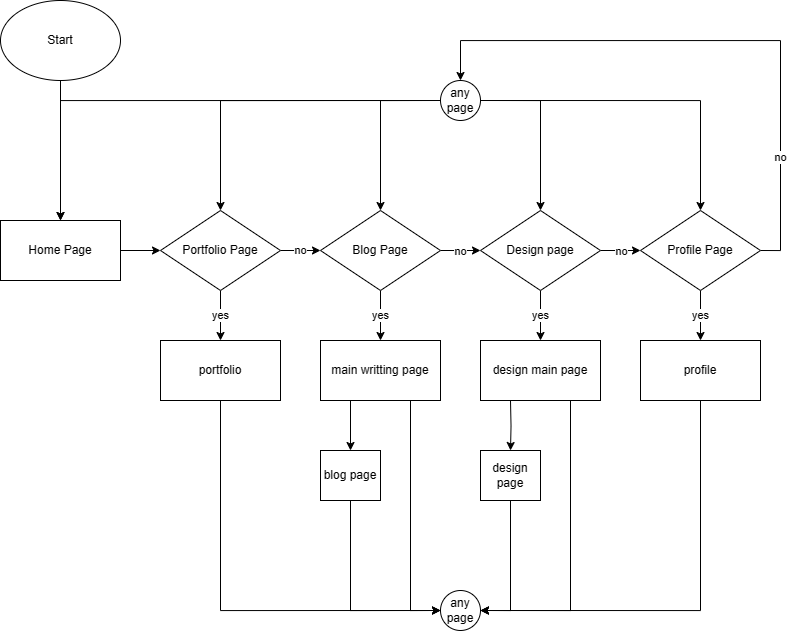 Start
any
page
no
Home Page
Portfolio Page
no
Blog Page
no
Design page
no
Profile Page
yes
yes
yes
yes
portfolio
main writting page
design main page
profile
blog page
design
page
any
page